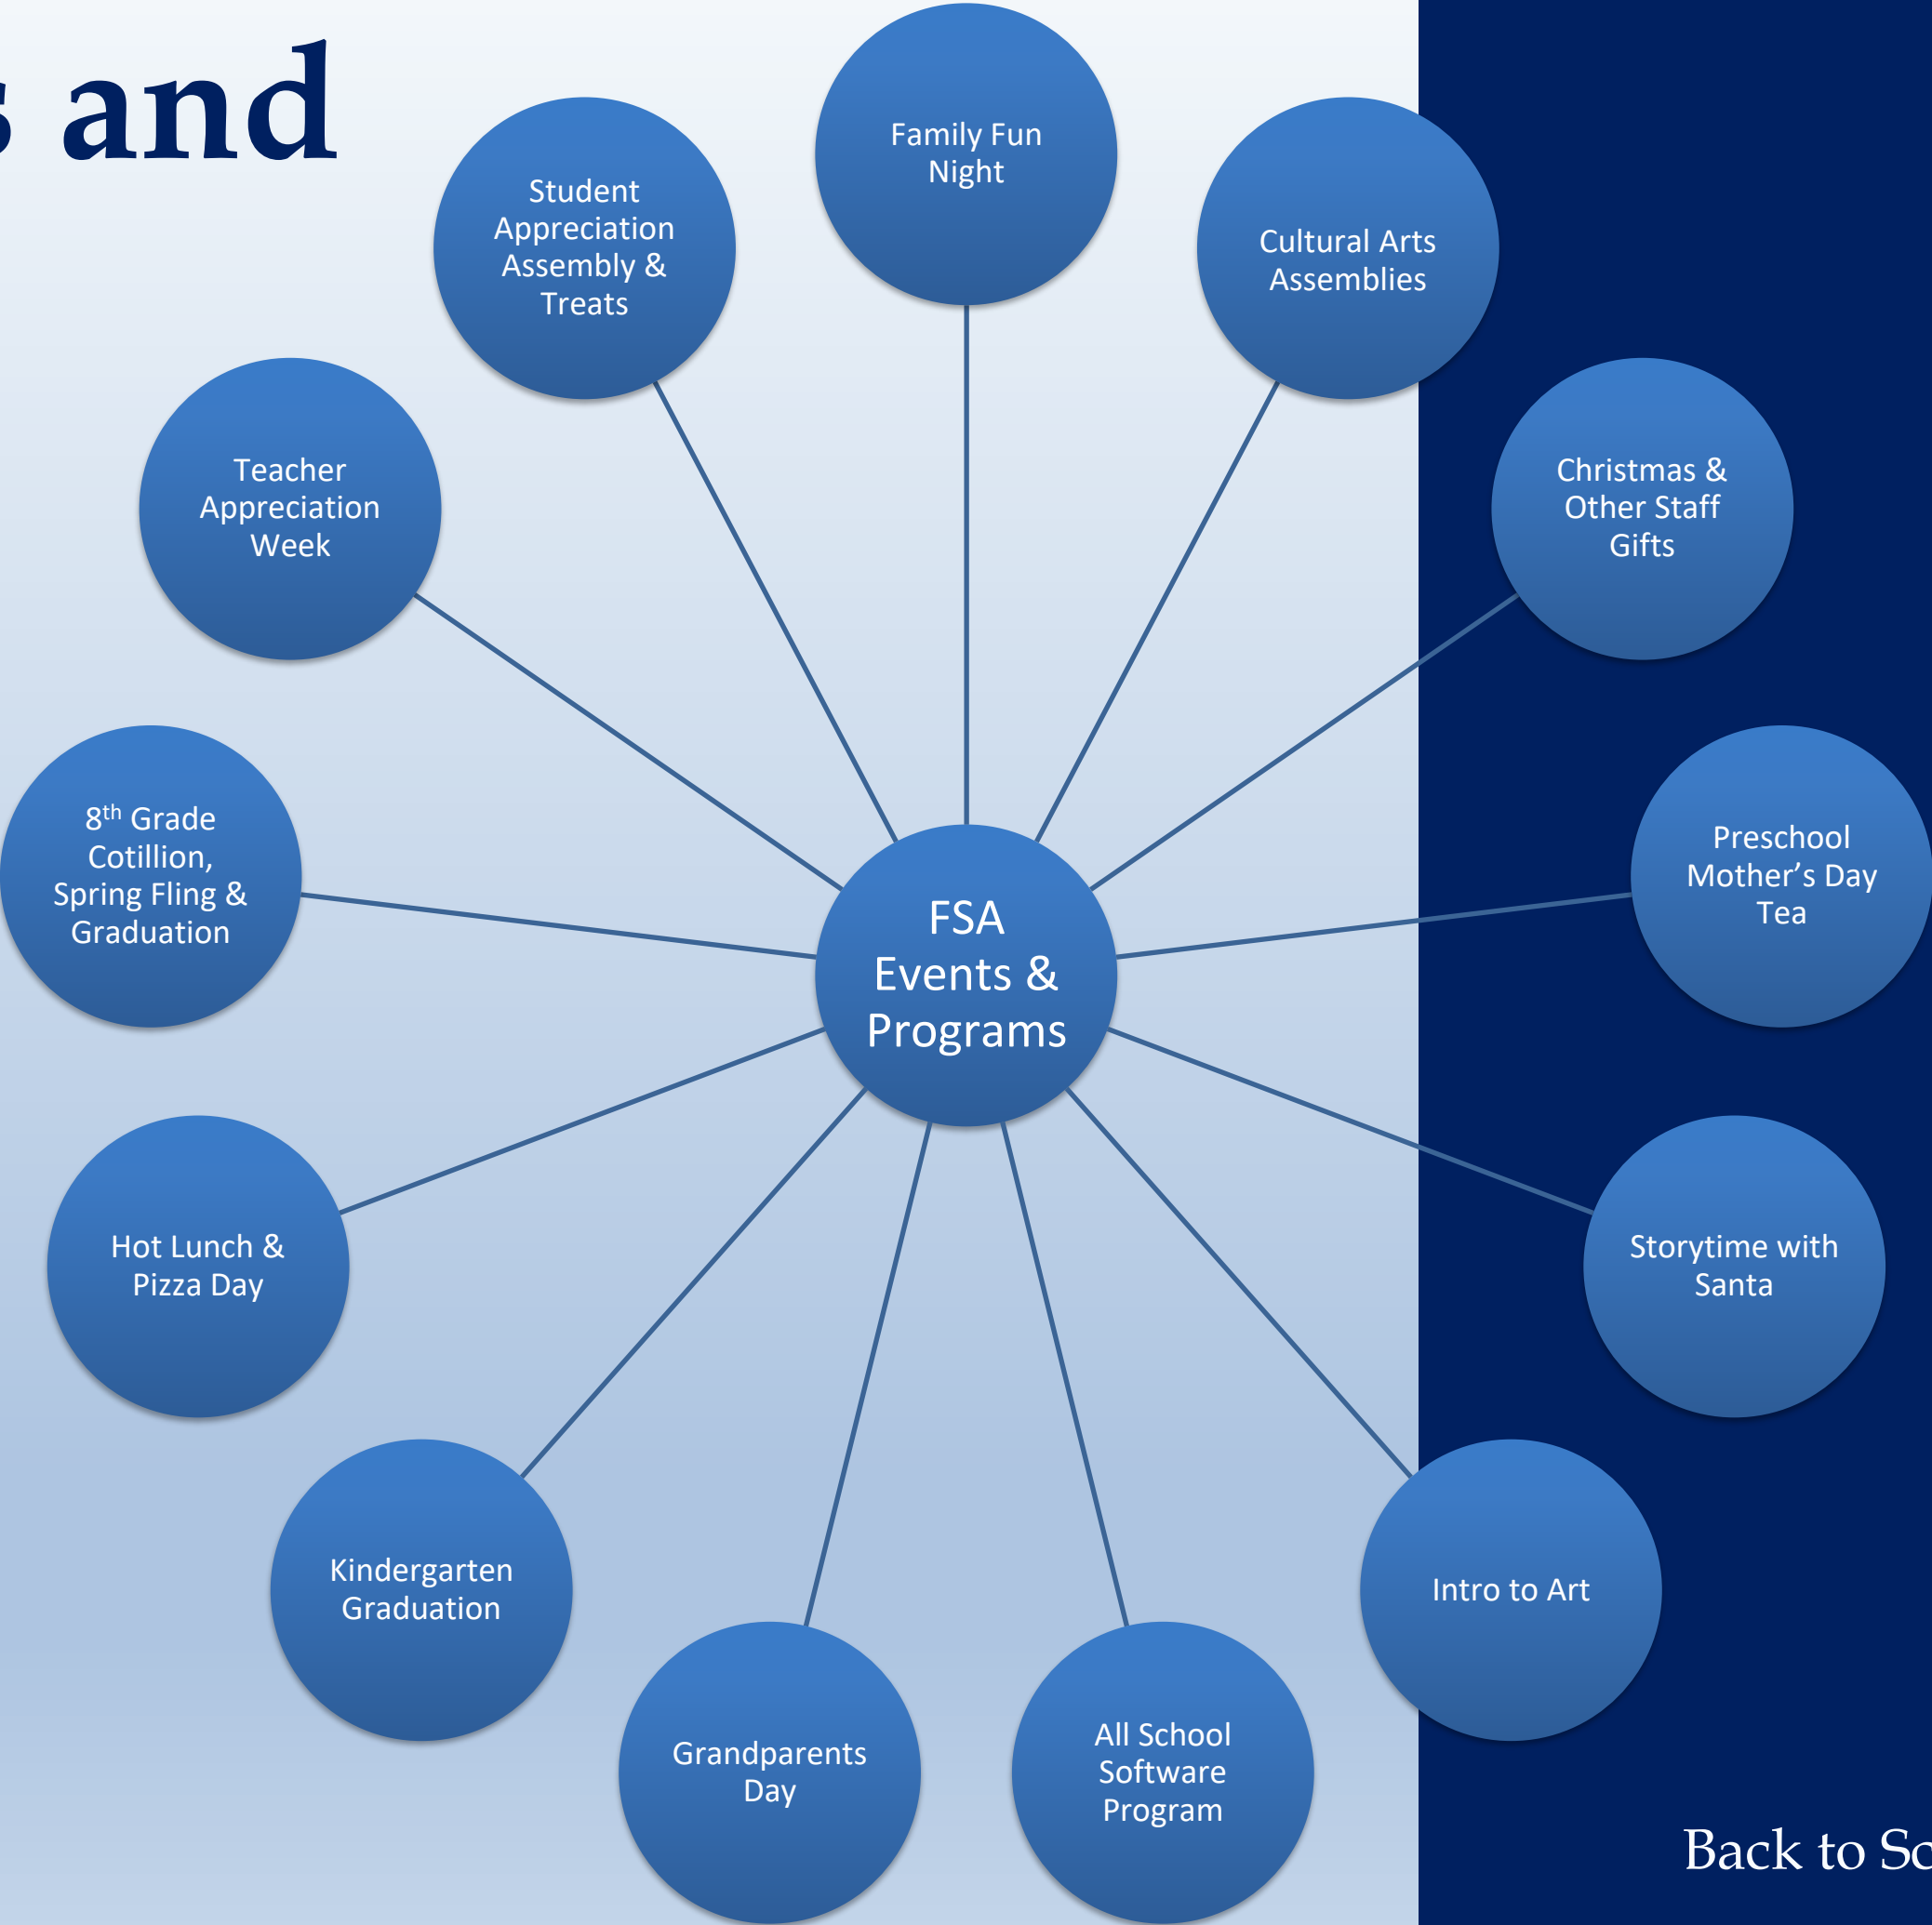 s and
Family Fun
Night
Cultural Arts
Assemblies
Christmas &
Other Staff
Gifts
Preschool
Mother’s Day
Tea
Storytime with
Santa
Intro to Art
All School
Software
Program
Grandparents
Day
Kindergarten
Graduation
Hot Lunch &
Pizza Day
8th Grade
Cotillion,
Spring Fling &
Graduation
Teacher
Appreciation
Week
Student
Appreciation
Assembly &
Treats
FSA
Events &
Programs
Back to Sc